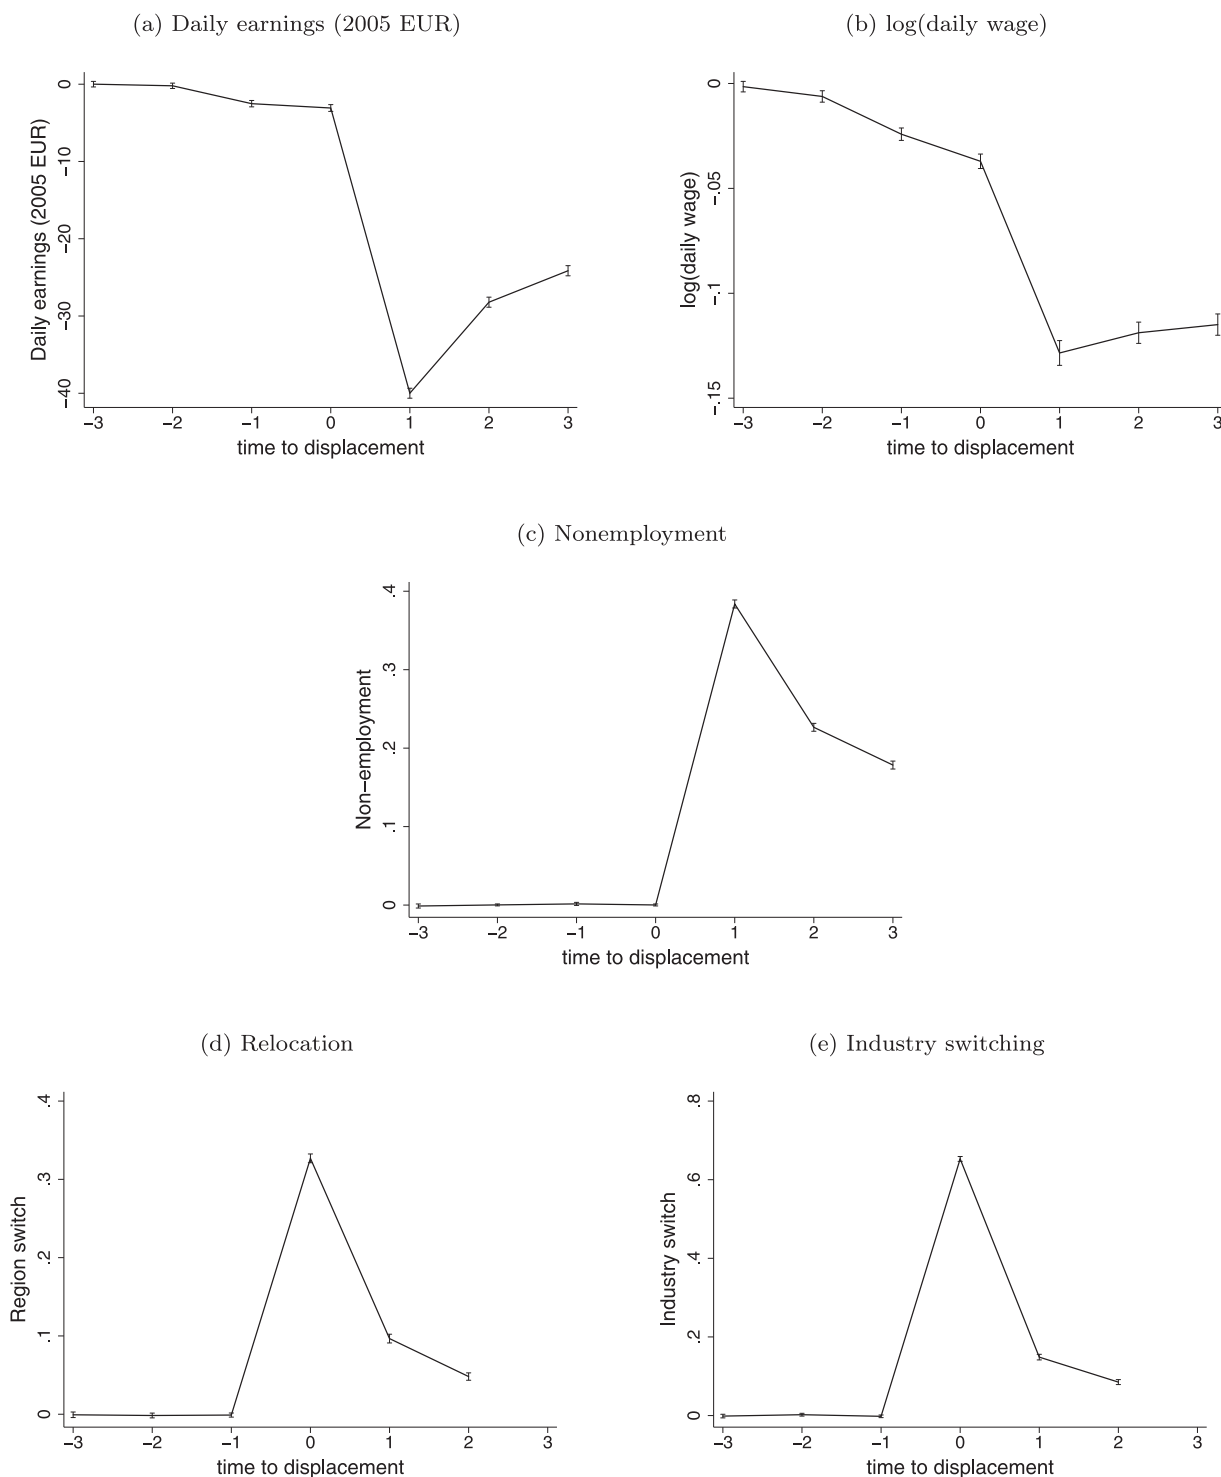 (a) Daily earnings (2005 EUR)
Daily earnings (2005 EUR)
0
−10
−20
−30
−40
−3 −2 −1 0 1 2 3
time to displacement
(b) log(daily wage)
log(daily wage)
0
−.05
−.1
−.15
−3 −2 −1 0 1 2 3
time to displacement
(c) Nonemployment
Non−employment
.4
.3
.2
.1
0
−3 −2 −1 0 1 2 3
time to displacement
(d) Relocation
Region switch
.4
.3
.2
.1
0
−3 −2 −1 0 1 2 3
time to displacement
(e) Industry switching
Industry switch
.8
.6
.4
.2
0
−3 −2 −1 0 1 2 3
time to displacement